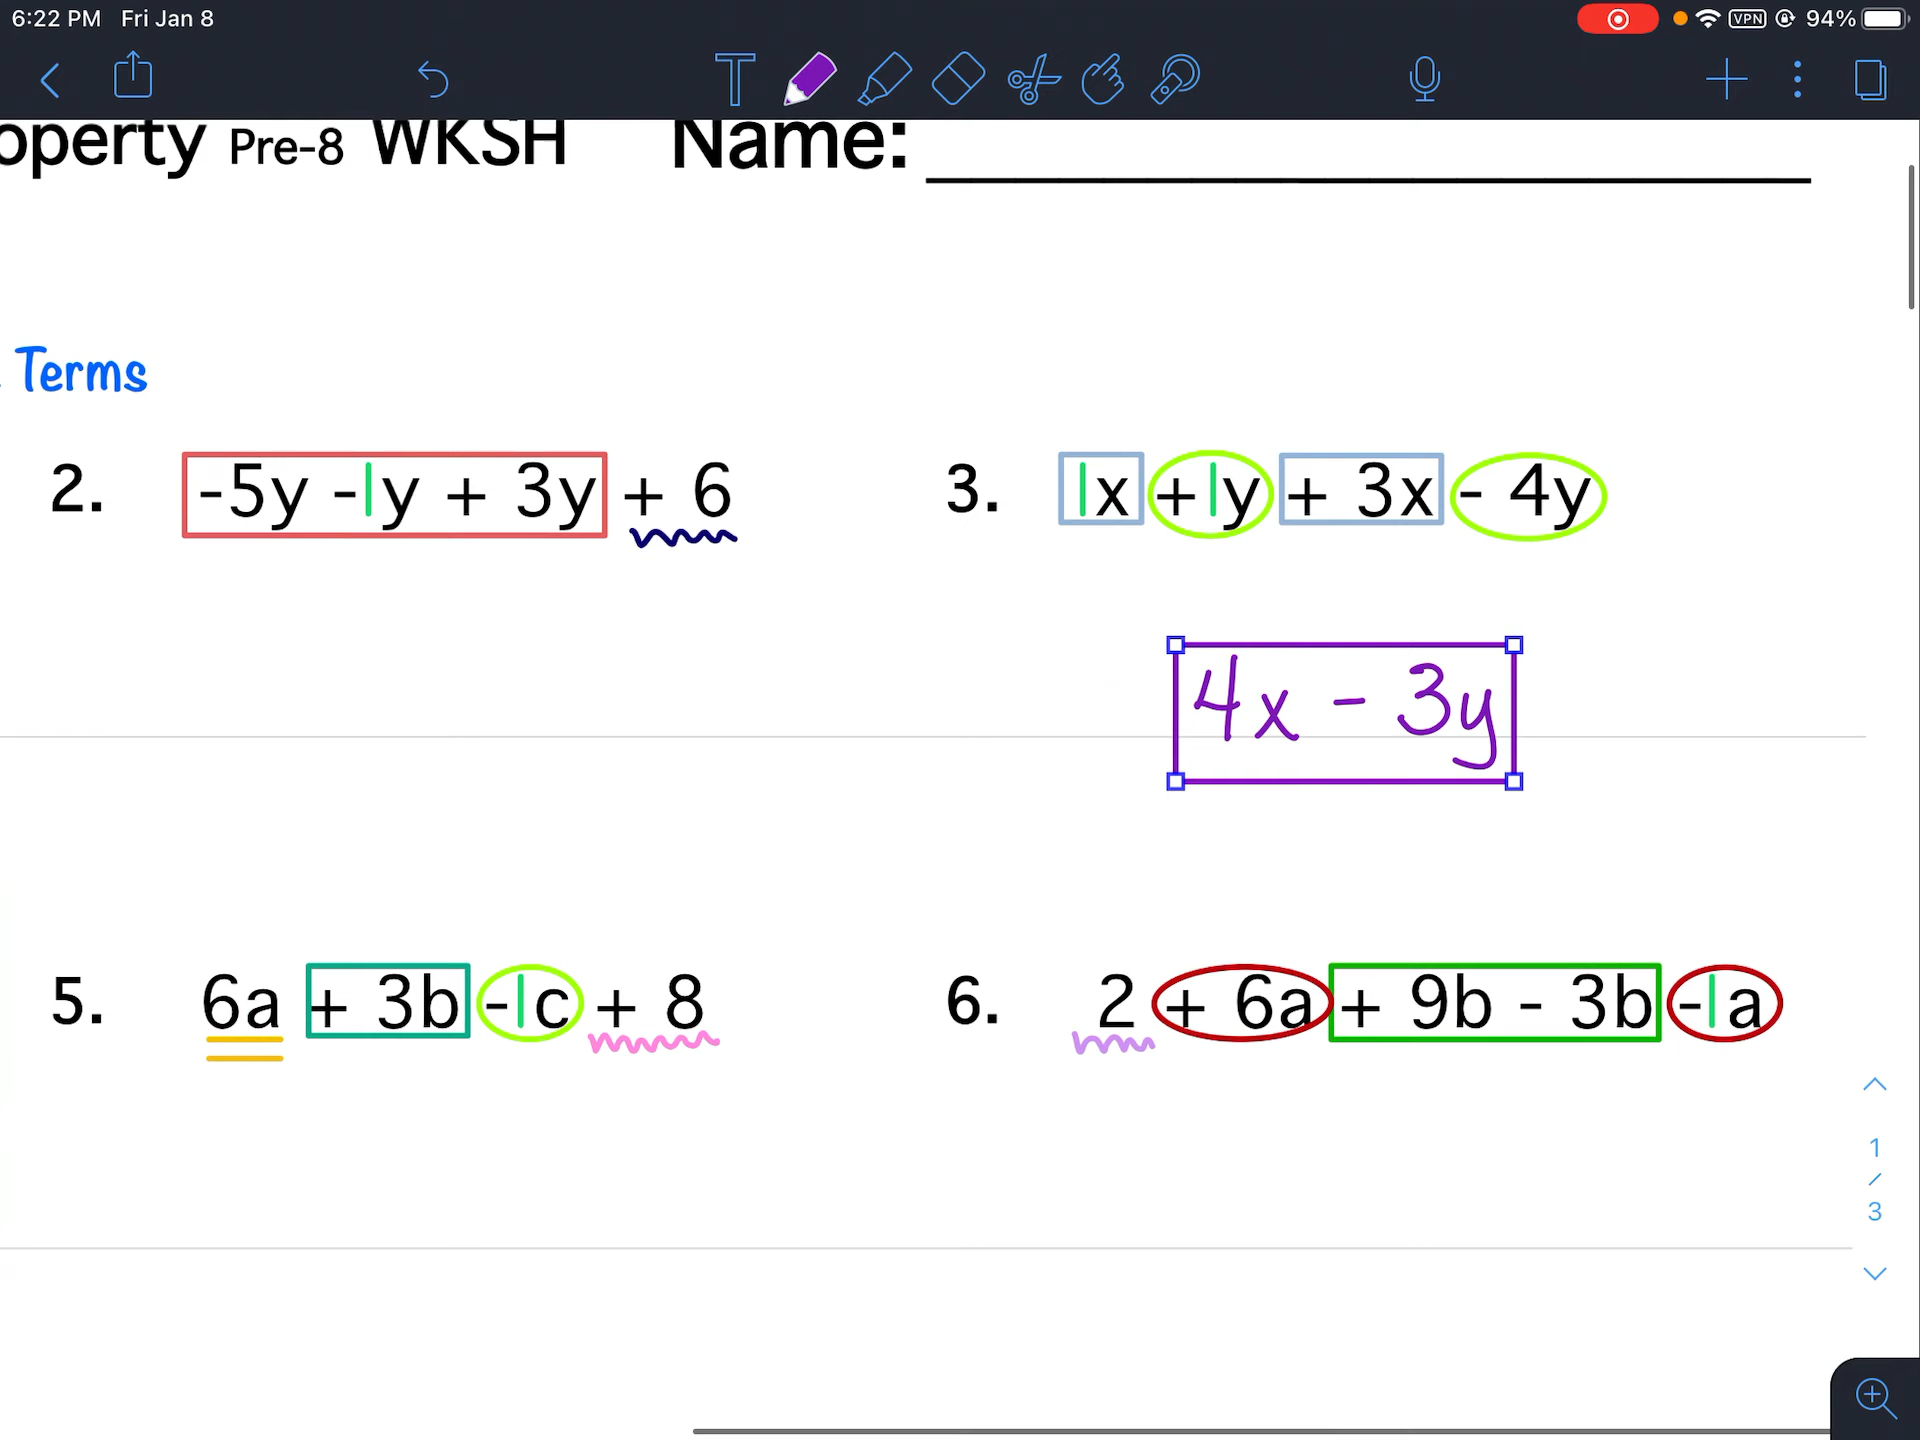 6:22 PM Fri Jan 8 VPN 94%
operty Pre-8 WKSH Name:
Terms
2. -5y -1y + 3y + 6
3. 1x + 1y + 3x - 4y
4x - 3y
5. 6a + 3b -1c + 8
6. 2 + 6a + 9b - 3b -1a
1
/
3